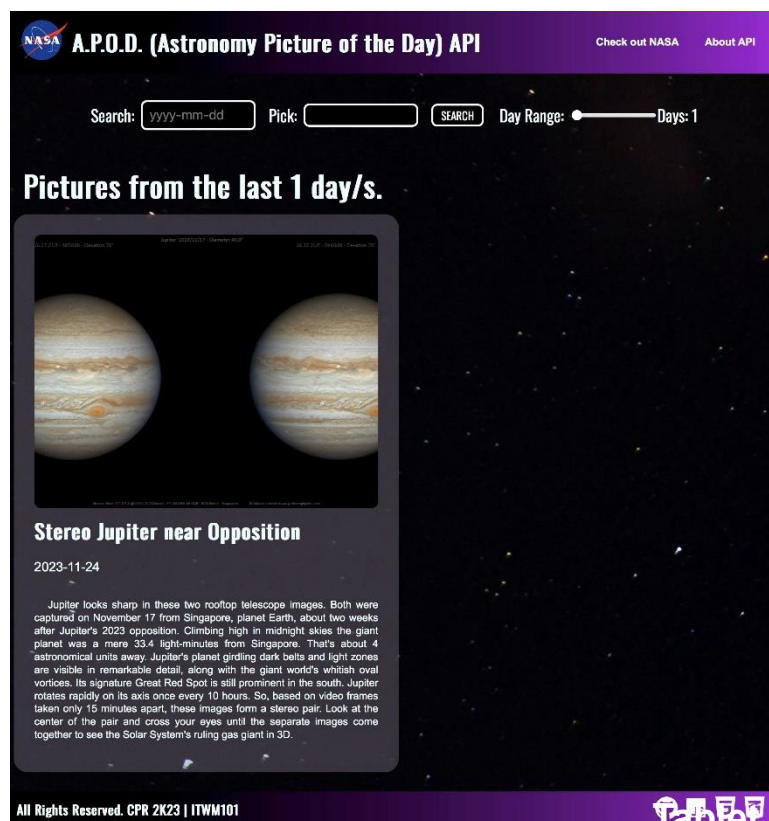 NASA
A.P.O.D. (Astronomy Picture of the Day) API
Check out NASA
About API
Search: yyyy-mm-dd Pick: SEARCH Day Range: Days: 1
Pictures from the last 1 day/s.
Stereo Jupiter near Opposition
2023-11-24
Jupiter looks sharp in these two rooftop telescope images. Both were
captured on November 17 from Singapore, planet Earth, about two weeks
after Jupiter's 2023 opposition. Climbing high in midnight skies the giant
planet was a mere 33.4 light-minutes from Singapore. That's about 4
astronomical units away. Jupiter's planet girdling dark belts and light zones
are visible in remarkable detail, along with the giant world's whitish oval
vortices. Its signature Great Red Spot is still prominent in the south. Jupiter
rotates rapidly on its axis once every 10 hours. So, based on video frames
taken only 15 minutes apart, these images form a stereo pair. Look at the
center of the pair and cross your eyes until the separate images come
together to see the Solar System's ruling gas giant in 3D.
All Rights Reserved. CPR 2K23 | ITWM101
Tablet